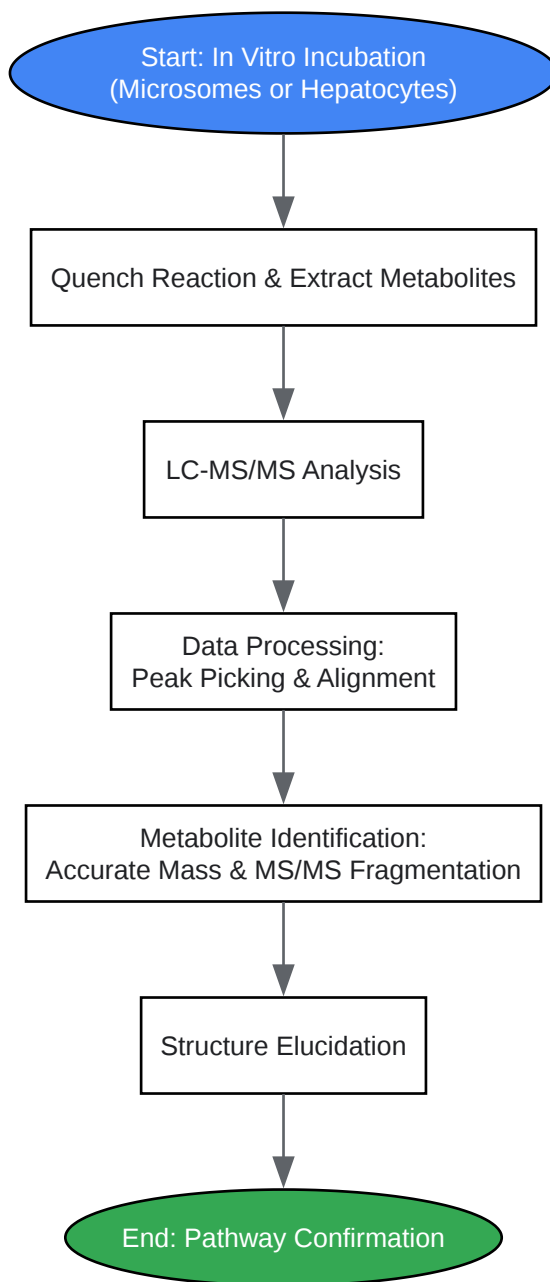 Start: In Vitro Incubation
(Microsomes or Hepatocytes)
Quench Reaction & Extract Metabolites
LC-MS/MS Analysis
Data Processing:
Peak Picking & Alignment
Metabolite Identification:
Accurate Mass & MS/MS Fragmentation
Structure Elucidation
End: Pathway Confirmation